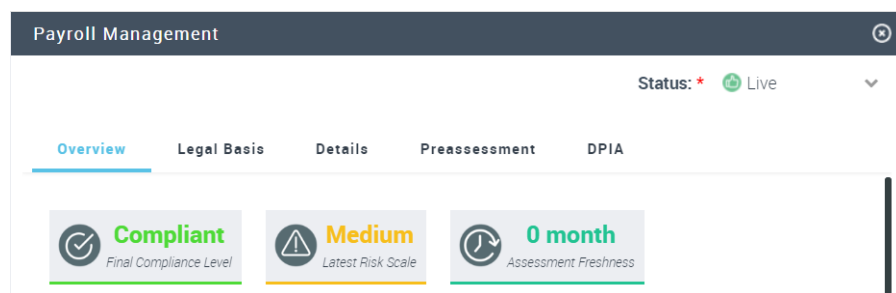 Payroll Management
Status: * Live
Overview Legal Basis Details Preassessment DPIA
Compliant Medium 0 month
Final Compliance Level Latest Risk Scale Assessment Freshness